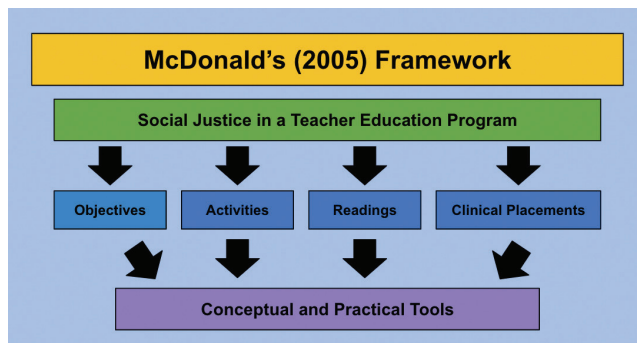 McDonald’s (2005) Framework
Social Justice in a Teacher Education Program
Objectives
Activities
Readings
Clinical Placements
Conceptual and Practical Tools